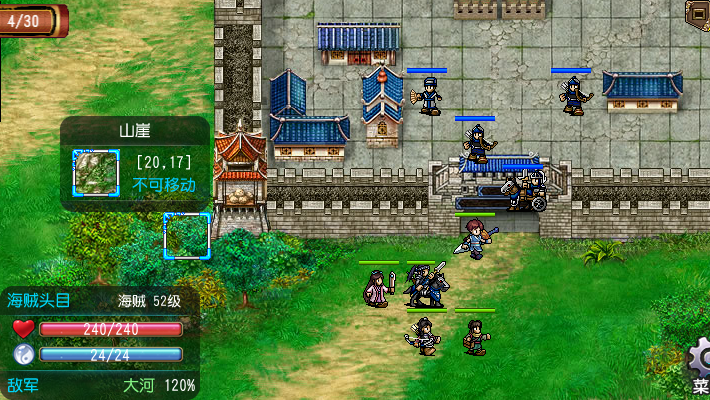 4/30
山崖
[20,17]
不可移动
海贼头目 海贼 52级
240/240
24/24
敌军 大河 120%
菜